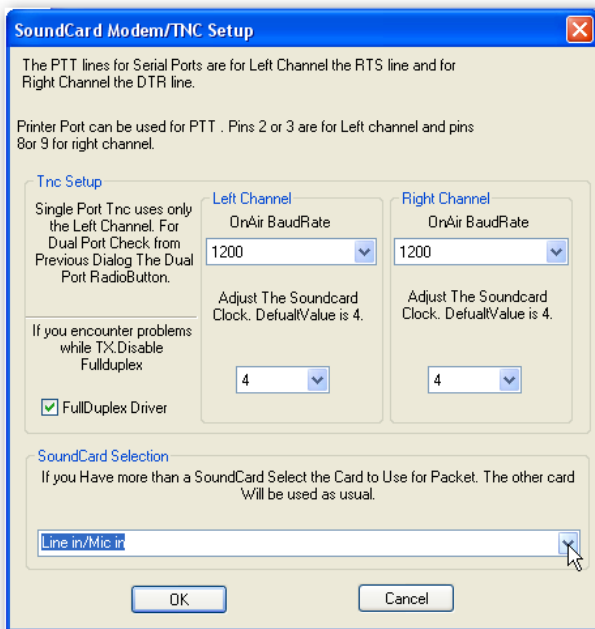 SoundCard Modem/TNC Setup
The PTT lines for Serial Ports are for Left Channel the RTS line and for
Right Channel the DTR line.
Printer Port can be used for PTT . Pins 2 or 3 are for Left channel and pins
8or 9 for right channel.
Tnc Setup
Single Port Tnc uses only
the Left Channel. For
Dual Port Check from
Previous Dialog The Dual
Port RadioButton.
If you encounter problems
while TX.Disable
Fullduplex
FullDuplex Driver
Left Channel
OnAir BaudRate
1200
Adjust The Soundcard
Clock. DefualtValue is 4.
4
Right Channel
OnAir BaudRate
1200
Adjust The Soundcard
Clock. DefualtValue is 4.
4
SoundCard Selection
If you Have more than a SoundCard Select the Card to Use for Packet. The other card
Will be used as usual.
Line in/Mic in
OK
Cancel